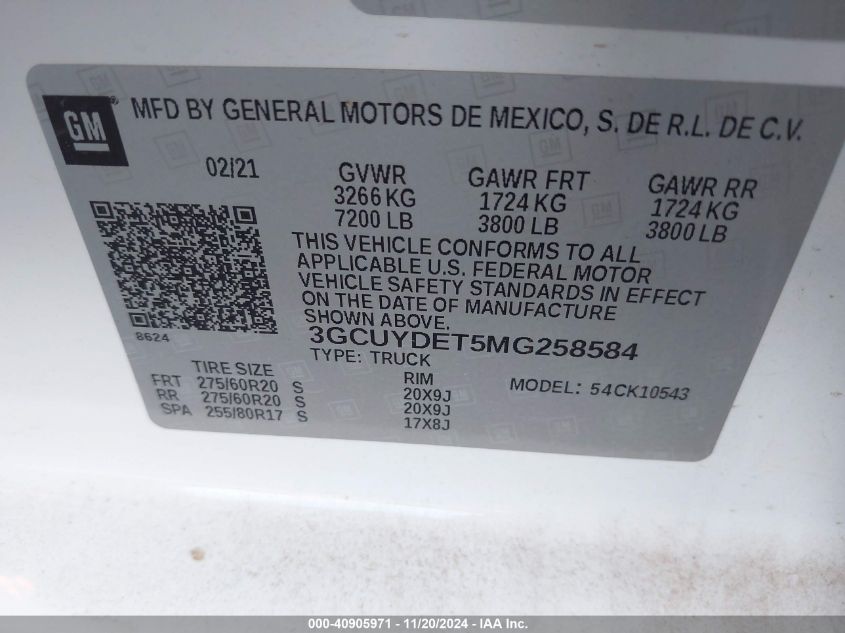 GM
MFD BY GENERAL MOTORS DE MEXICO, S. DE R.L. DE C.V.
02/21
GVWR GAWR FRT GAWR RR
3266 KG 1724 KG 1724 KG
7200 LB 3800 LB 3800 LB
THIS VEHICLE CONFORMS TO ALL
APPLICABLE U.S. FEDERAL MOTOR
VEHICLE SAFETY STANDARDS IN EFFECT
ON THE DATE OF MANUFACTURE
SHOWN ABOVE.
8624
3GCUYDET5MG258584
TYPE: TRUCK
TIRE SIZE RIM MODEL: 54CK10543
FRT 275/60R20 S 20X9J
RR 275/60R20 S 20X9J
SPA 255/80R17 S 17X8J
000-40905971 - 11/20/2024 - IAA Inc.